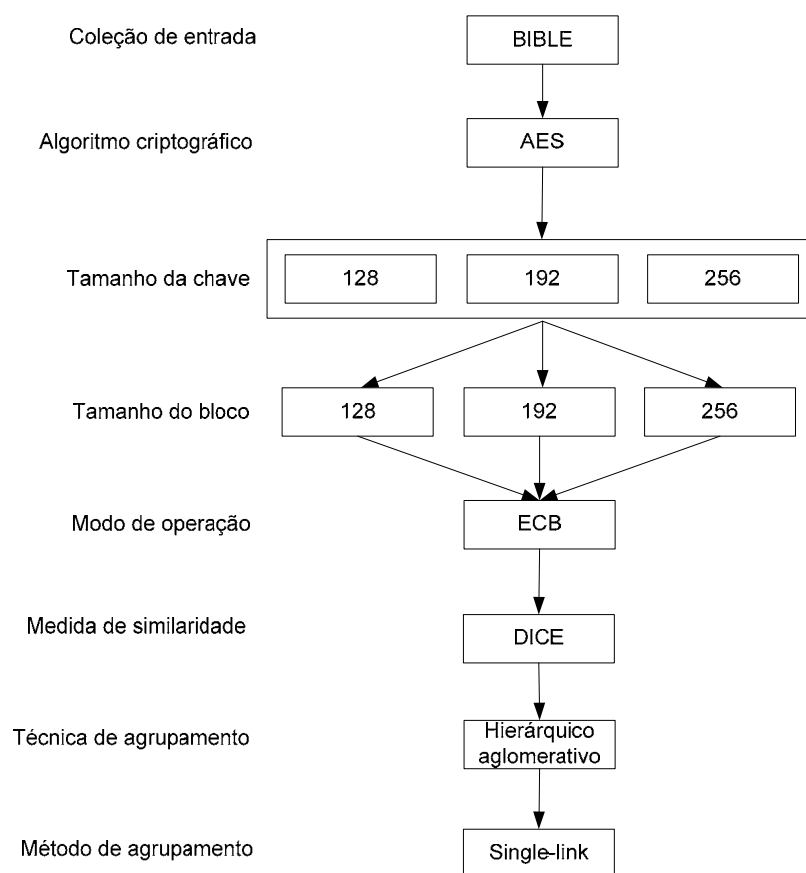 Coleção de entrada
BIBLE
Algoritmo criptográfico
AES
Tamanho da chave
128
192
256
Tamanho do bloco
128
192
256
Modo de operação
ECB
Medida de similaridade
DICE
Técnica de agrupamento
Hierárquico
aglomerativo
Método de agrupamento
Single-link